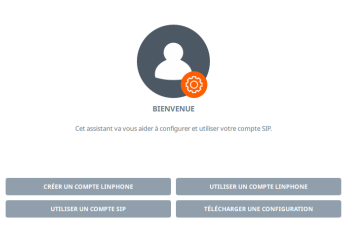 BIENVENUE
Cet assistant va vous aider à configurer et utiliser votre compte SIP.
CRÉER UN COMPTE LINPHONE
UTILISER UN COMPTE LINPHONE
UTILISER UN COMPTE SIP
TÉLÉCHARGER UNE CONFIGURATION